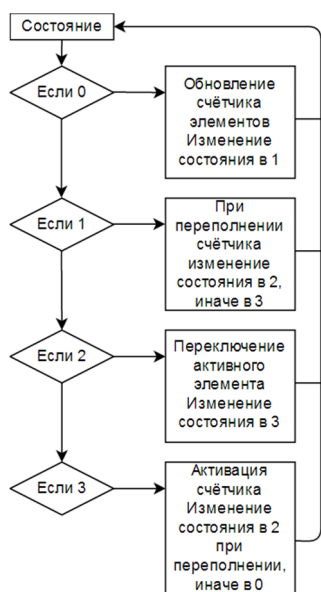 Состояние
Если 0
Обновление
счётчика
элементов
Изменение
состояния в 1
Если 1
При
переполнении
счётчика
изменение
состояния в 2,
иначе в 3
Если 2
Переключение
активного
элемента
Изменение
состояния в 3
Если 3
Активация
счётчика
Изменение
состояния в 2
при
переполнении,
иначе в 0